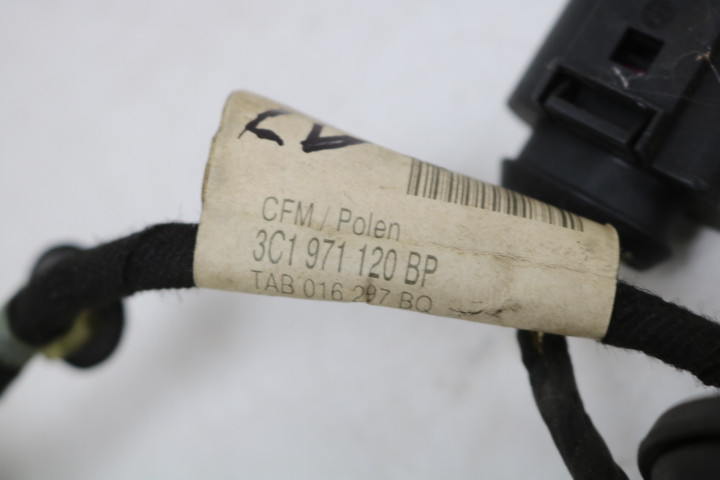 CFM / Polen
3C1 971 120 BP
TAB 016 297 BQ